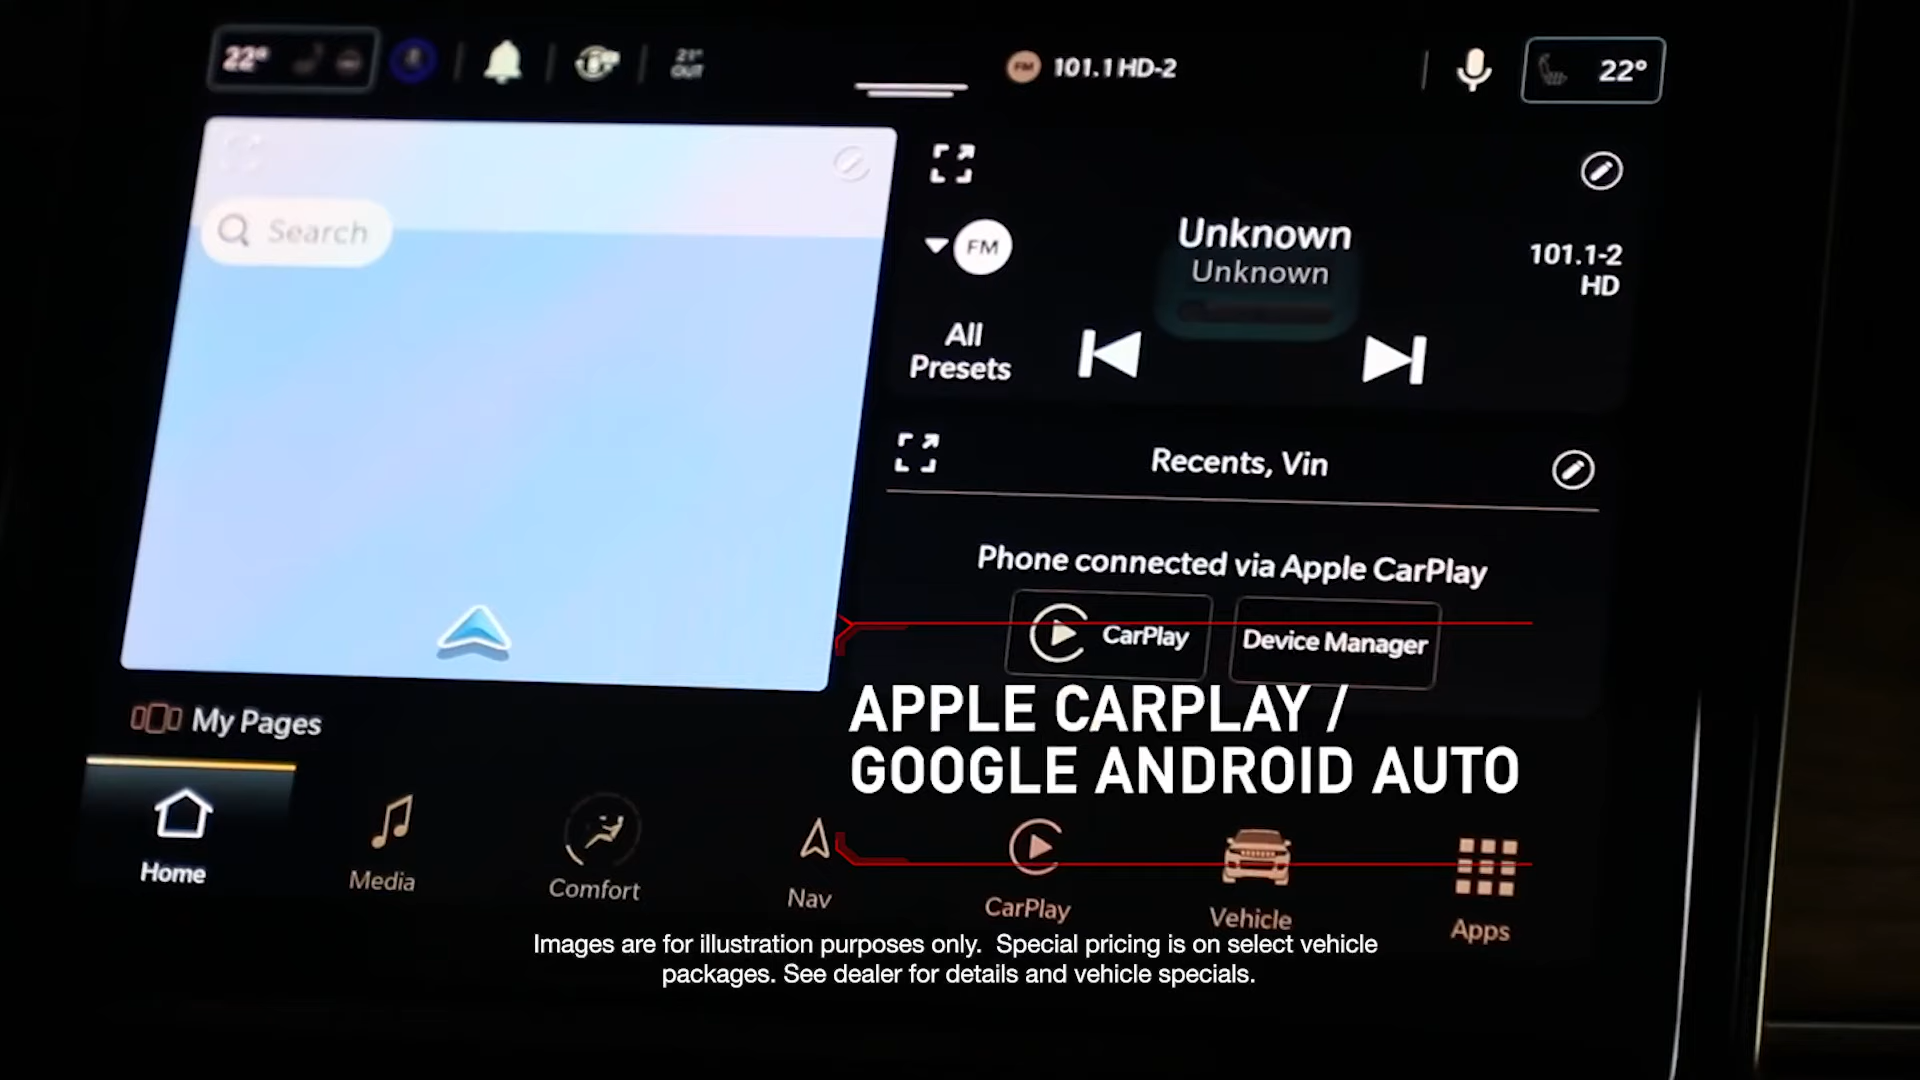 22°
21°
OUT
FM
101.1 HD-2
22°
Search
FM
Unknown
Unknown
101.1-2
HD
All
Presets
Recents, Vin
Phone connected via Apple CarPlay
CarPlay
Device Manager
My Pages
APPLE CARPLAY /
GOOGLE ANDROID AUTO
Home
Media
Comfort
Nav
CarPlay
Vehicle
Apps
Images are for illustration purposes only.  Special pricing is on select vehicle
packages. See dealer for details and vehicle specials.